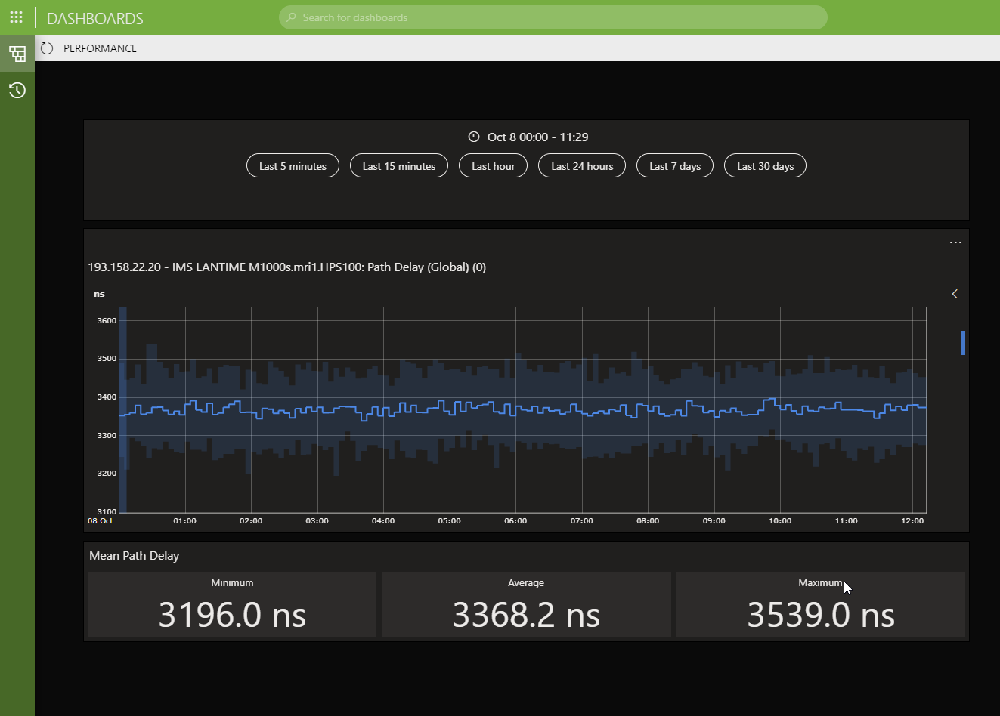 DASHBOARDS
Search for dashboards
PERFORMANCE
Oct 8 00:00 - 11:29
Last 5 minutes
Last 15 minutes
Last hour
Last 24 hours
Last 7 days
Last 30 days
193.158.22.20 - IMS LANTIME M1000s.mri1.HPS100: Path Delay (Global) (0)
ns
3600
3500
3400
3300
3200
3100
08 Oct
01:00
02:00
03:00
04:00
05:00
06:00
07:00
08:00
09:00
10:00
11:00
12:00
Mean Path Delay
Minimum
3196.0 ns
Average
3368.2 ns
Maximum
3539.0 ns